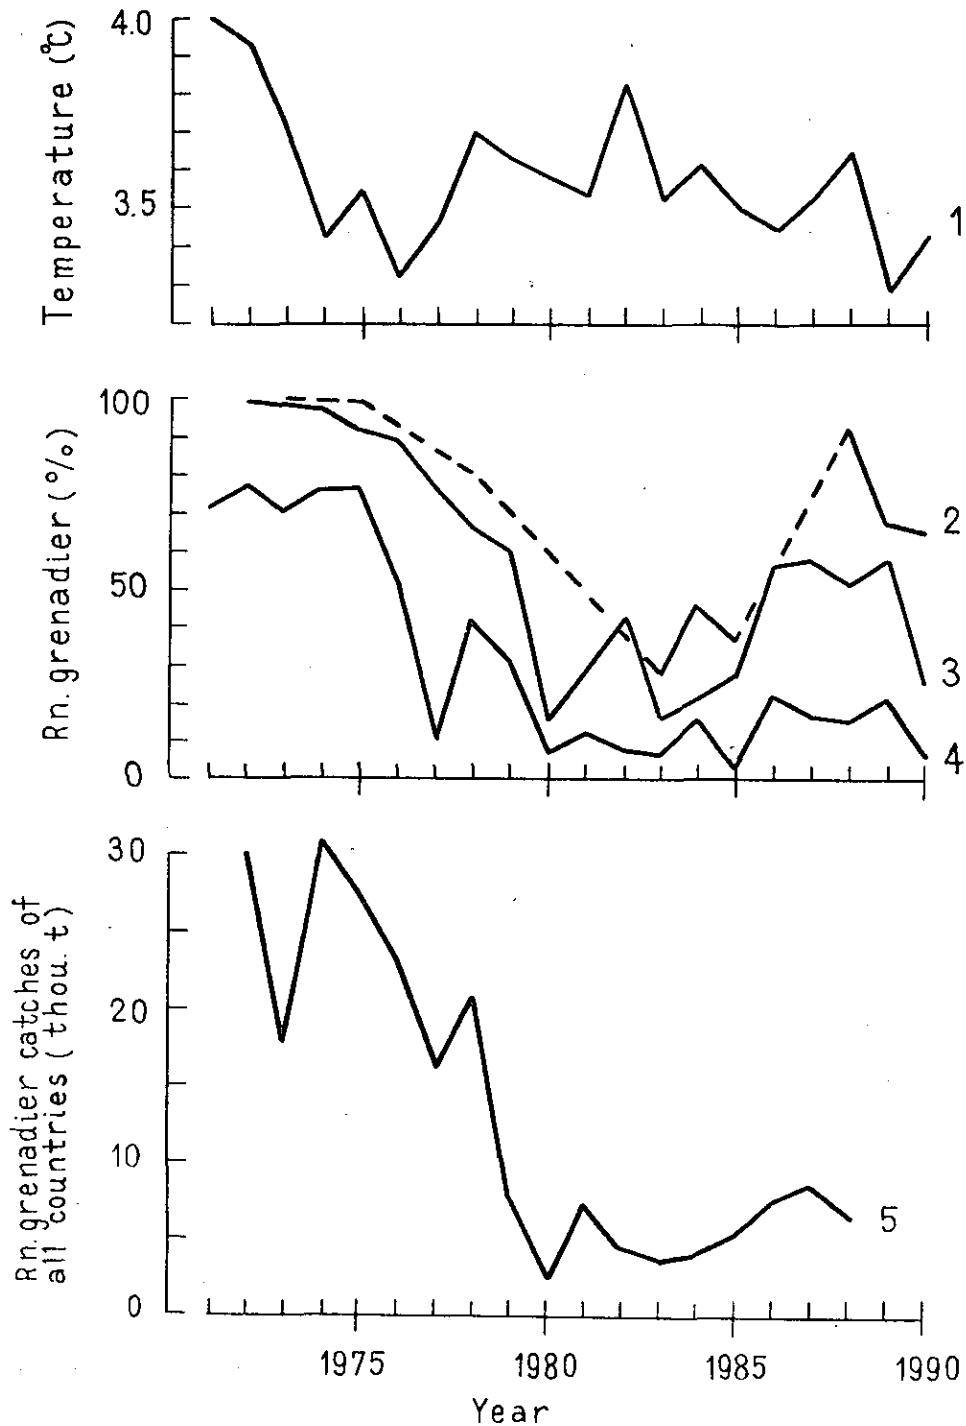 Temperature (°C)
4.0
3.5
1
Rn. grenadier (%)
100
50
0
2
3
4
Rn. grenadier catches of
all countries (thou. t)
30
20
10
0
5
1975 1980 1985 1990
Year